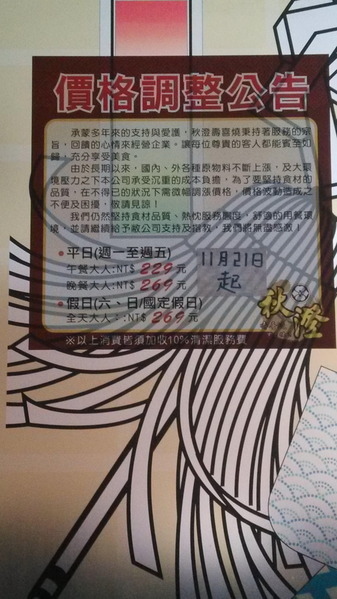 價格調整公告
承蒙多年來的支持與愛護，秋澄壽喜燒秉持著服務的宗
旨，回饋的心情來經營企業。讓每位尊貴的客人都能賓至如
歸，充分享受美食。
由於長期以來，國內、外各種原物料不斷上漲，及大環
境壓力之下本公司承受沉重的成本負擔，為了要堅持食材的
品質，在不得已的狀況下需微幅調漲價格，價格波動造成之
不便及困擾，敬請見諒！
我們仍然堅持食材品質、熱忱服務態度，舒適的用餐環
境，並請繼續給予敝公司支持及指教，我們將無限感激！
平日(週一至週五)
午餐大人：NT$ 229 元
晚餐大人：NT$ 269 元
11月21日
起
假日(六、日/國定假日)
全天大人：:NT$ 269 元
秋澄
※以上消費皆須加收10%清潔服務費